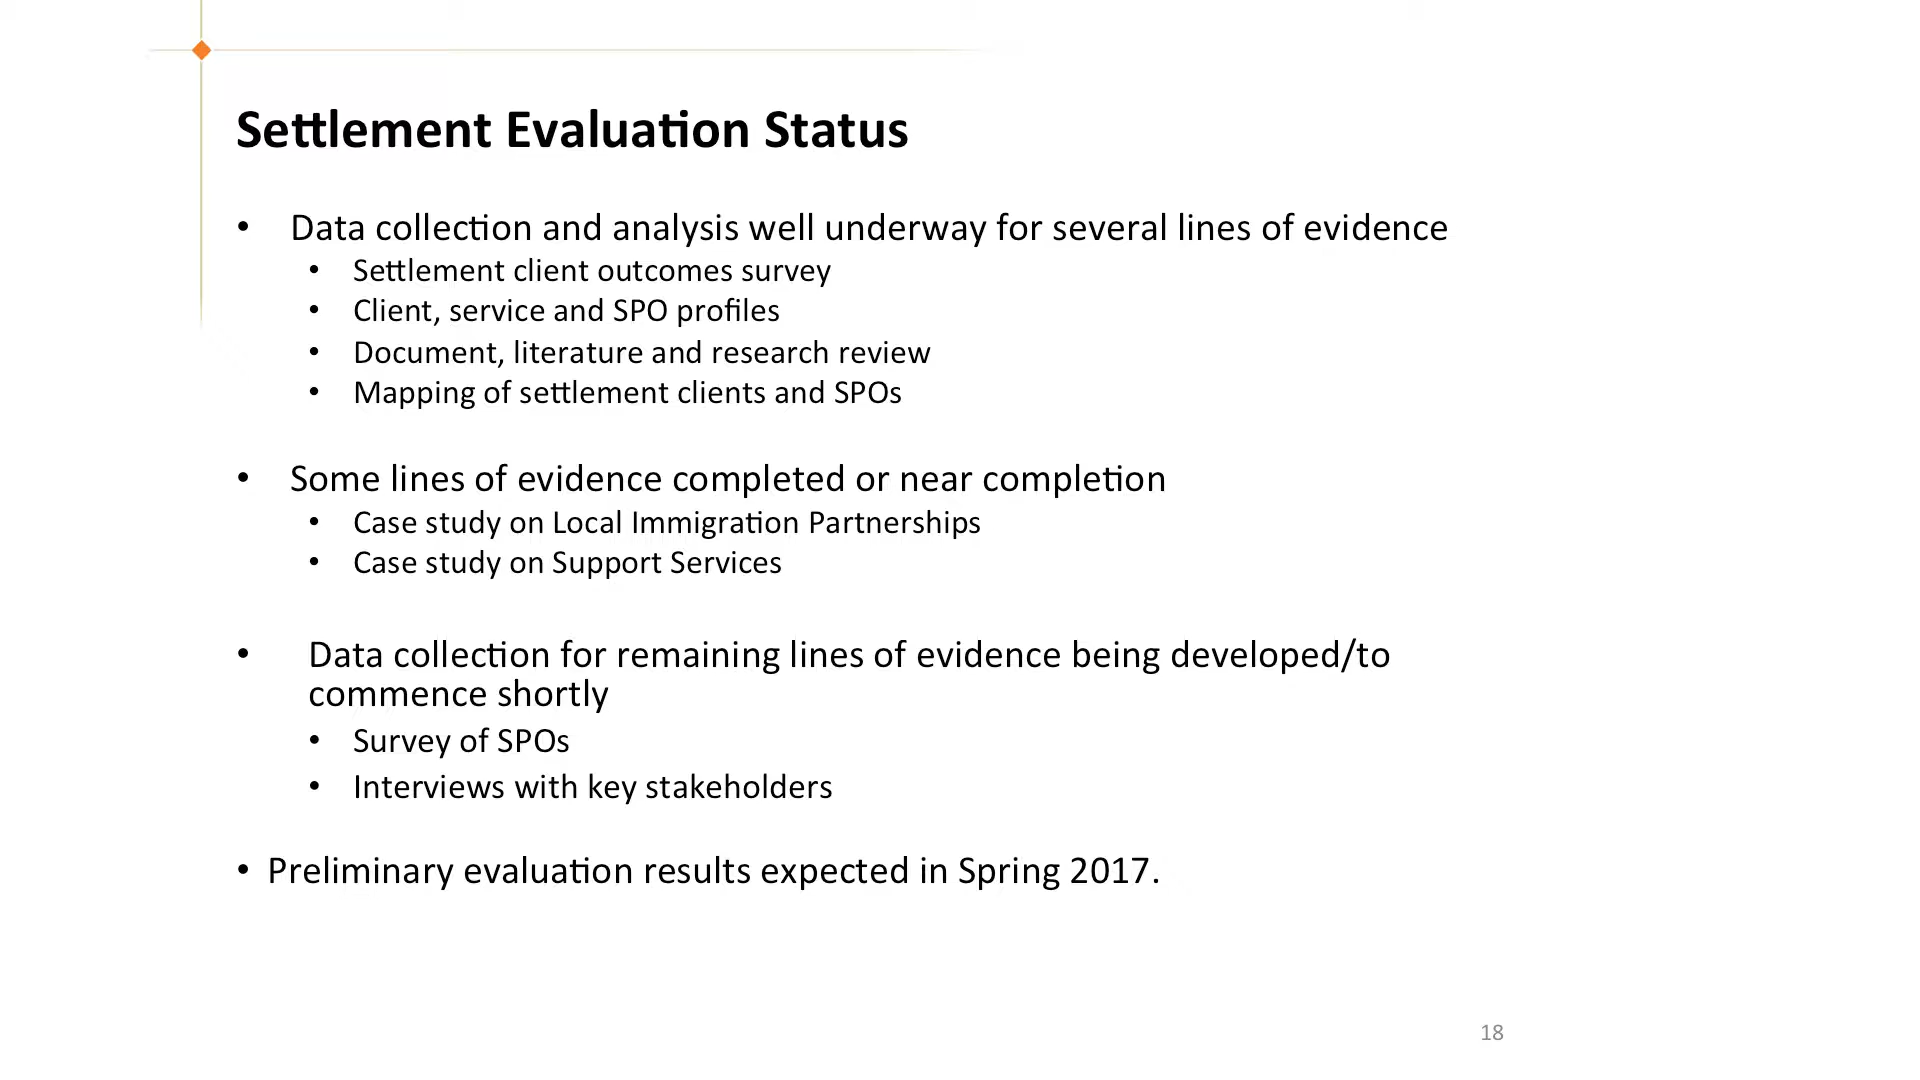 Settlement Evaluation Status
• Data collection and analysis well underway for several lines of evidence
• Settlement client outcomes survey
• Client, service and SPO profiles
• Document, literature and research review
• Mapping of settlement clients and SPOs
• Some lines of evidence completed or near completion
• Case study on Local Immigration Partnerships
• Case study on Support Services
• Data collection for remaining lines of evidence being developed/to
commence shortly
• Survey of SPOs
• Interviews with key stakeholders
• Preliminary evaluation results expected in Spring 2017.
18